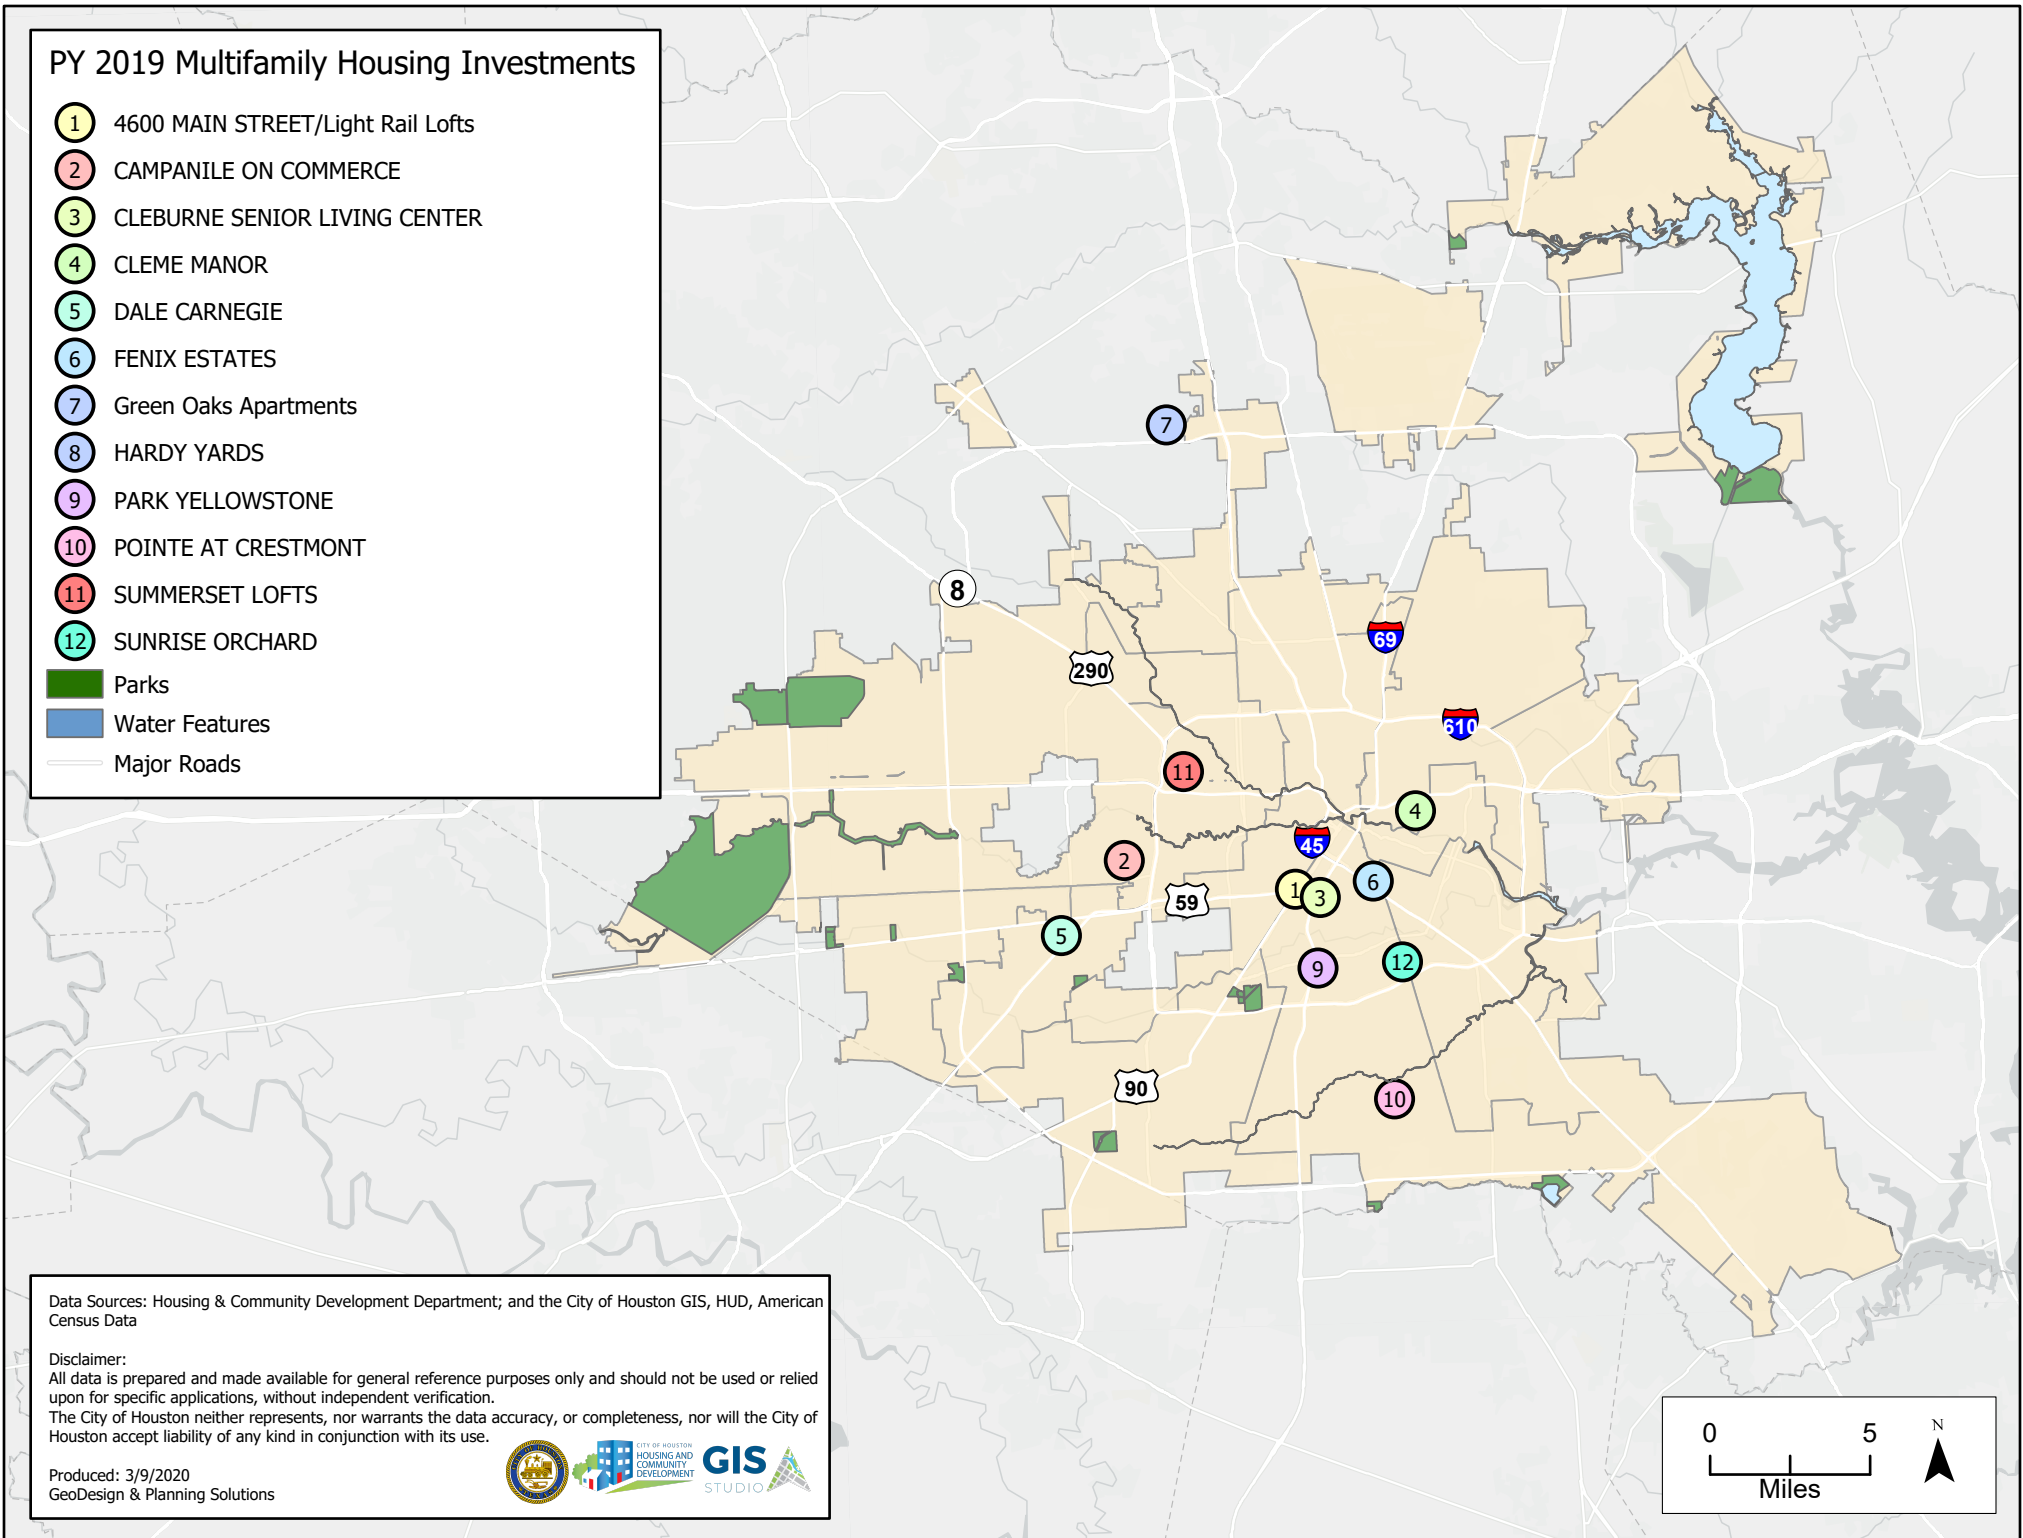 PY 2019 Multifamily Housing Investments
1 4600 MAIN STREET/Light Rail Lofts
2 CAMPANILE ON COMMERCE
3 CLEBURNE SENIOR LIVING CENTER
4 CLEME MANOR
5 DALE CARNEGIE
6 FENIX ESTATES
7 Green Oaks Apartments
8 HARDY YARDS
9 PARK YELLOWSTONE
10 POINTE AT CRESTMONT
11 SUMMERSET LOFTS
12 SUNRISE ORCHARD
Parks
Water Features
Major Roads
7
8
69
290
610
11
4
45
2
6
1
3
59
5
12
9
90
10
Data Sources: Housing & Community Development Department; and the City of Houston GIS, HUD, American
Census Data
Disclaimer:
All data is prepared and made available for general reference purposes only and should not be used or relied
upon for specific applications, without independent verification.
The City of Houston neither represents, nor warrants the data accuracy, or completeness, nor will the City of
Houston accept liability of any kind in conjunction with its use.
Produced: 3/9/2020
GeoDesign & Planning Solutions
CITY OF HOUSTON
HOUSING AND
COMMUNITY
DEVELOPMENT
GIS
STUDIO
0 5
Miles
N